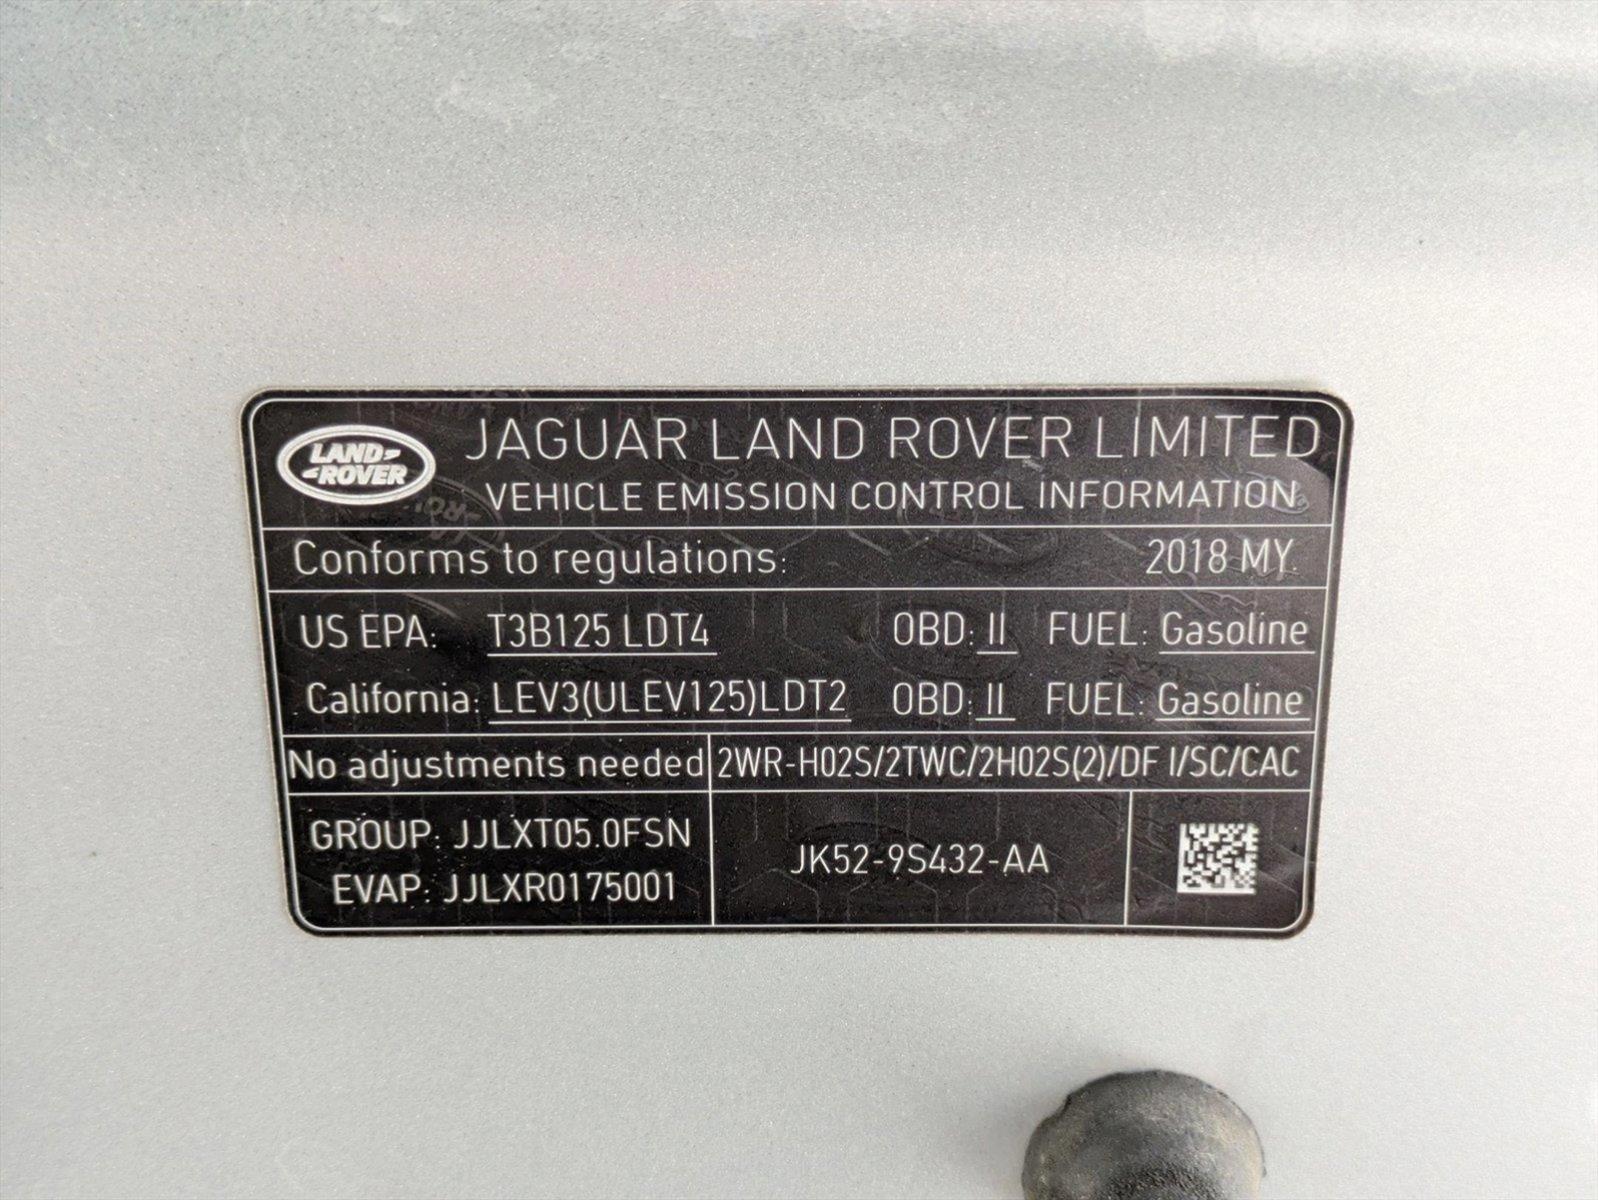 LAND ROVER
JAGUAR LAND ROVER LIMITED
VEHICLE EMISSION CONTROL INFORMATION
Conforms to regulations: 2018 MY.
US EPA: T3B125 LDT4 OBD: II FUEL: Gasoline
California: LEV3(ULEV125)LDT2 OBD: II FUEL: Gasoline
No adjustments needed 2WR-HO2S/2TWC/2HO2S(2)/DF I/SC/CAC
GROUP: JJLXT05.0FSN
EVAP: JJLXR0175001
JK52-9S432-AA